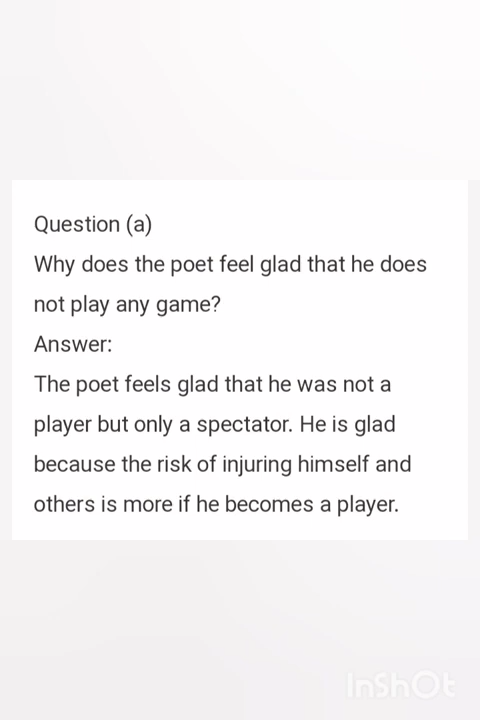 Question (a)
Why does the poet feel glad that he does
not play any game?
Answer:
The poet feels glad that he was not a
player but only a spectator. He is glad
because the risk of injuring himself and
others is more if he becomes a player.
InShOt